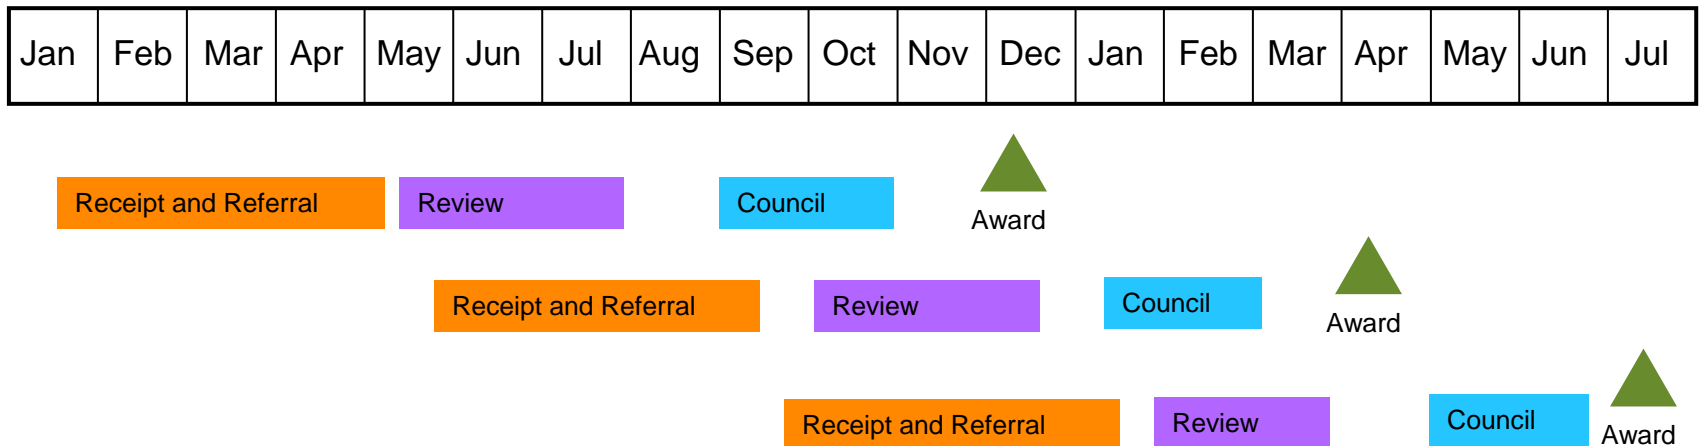 Jan Feb Mar Apr May Jun Jul Aug Sep Oct Nov Dec Jan Feb Mar Apr May Jun Jul
Receipt and Referral Review Council
Award
Receipt and Referral Review Council
Award
Receipt and Referral Review Council
Award